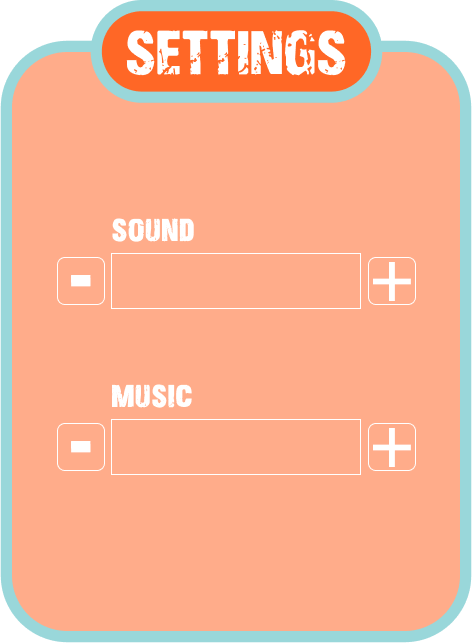 SETTINGS
SOUND
- +
MUSIC
- +